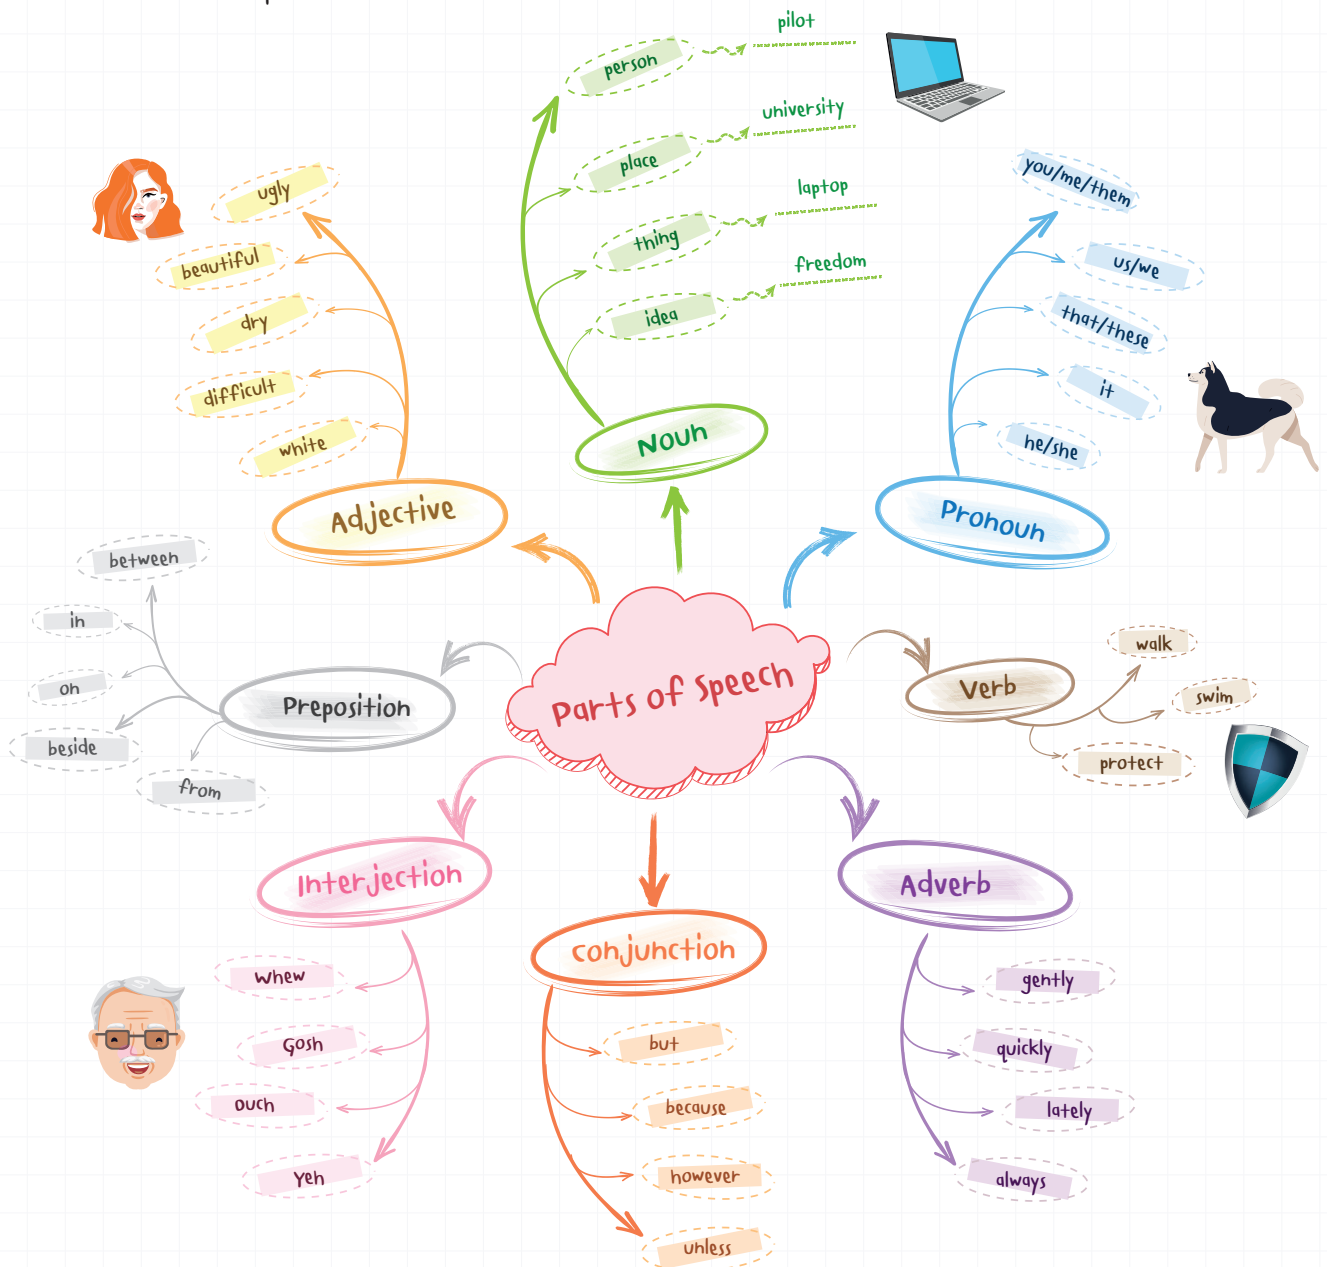 pilot
person
university
place
laptop
thing
freedom
idea
Noun
you/me/them
us/we
that/these
it
he/she
Pronoun
ugly
beautiful
dry
difficult
white
Adjective
between
in
on
beside
from
Preposition
Parts of Speech
Verb
walk
swim
protect
Interjection
Whew
Gosh
Ouch
Yeh
conjunction
but
because
however
unless
Adverb
gently
quickly
lately
always